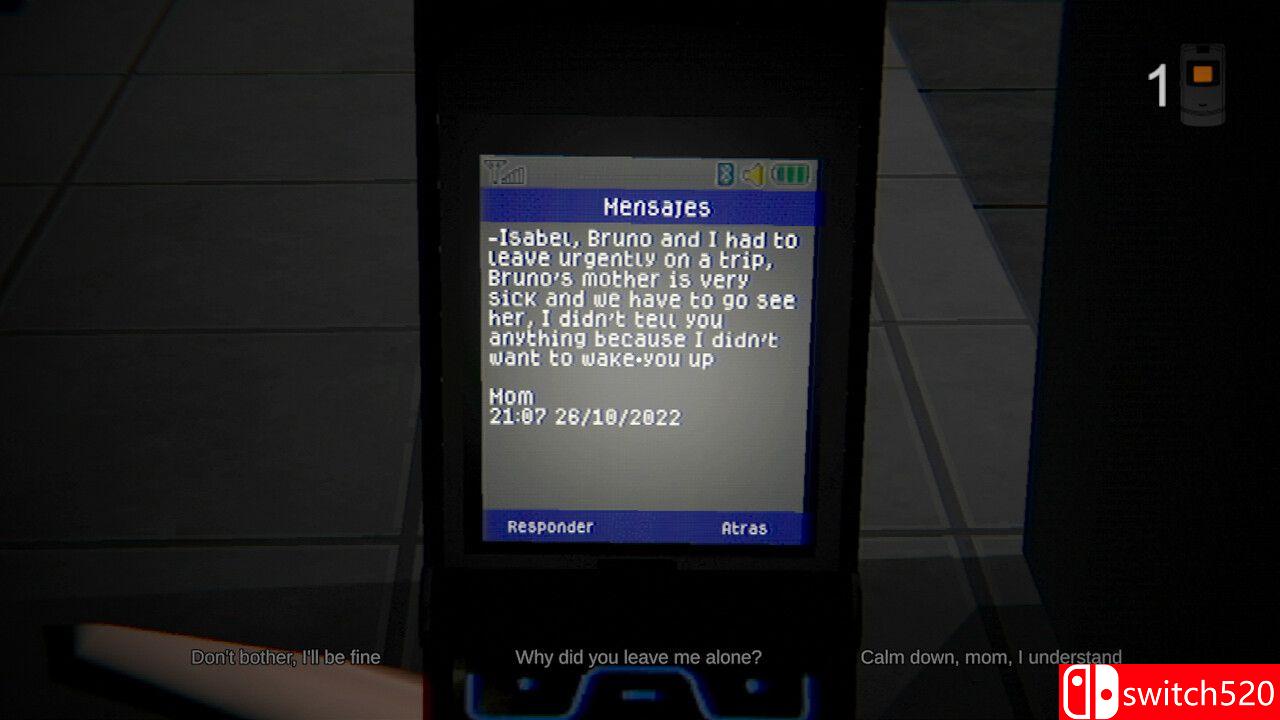 1
Mensajes
-Isabel, Bruno and I had to
leave urgently on a trip,
Bruno's mother is very
sick and we have to go see
her, I didn't tell you
anything because I didn't
want to wake•you up
Mom
21:07 26/10/2022
Responder Atras
Don't bother, I'll be fine Why did you leave me alone? Calm down, mom, I understand
switch520